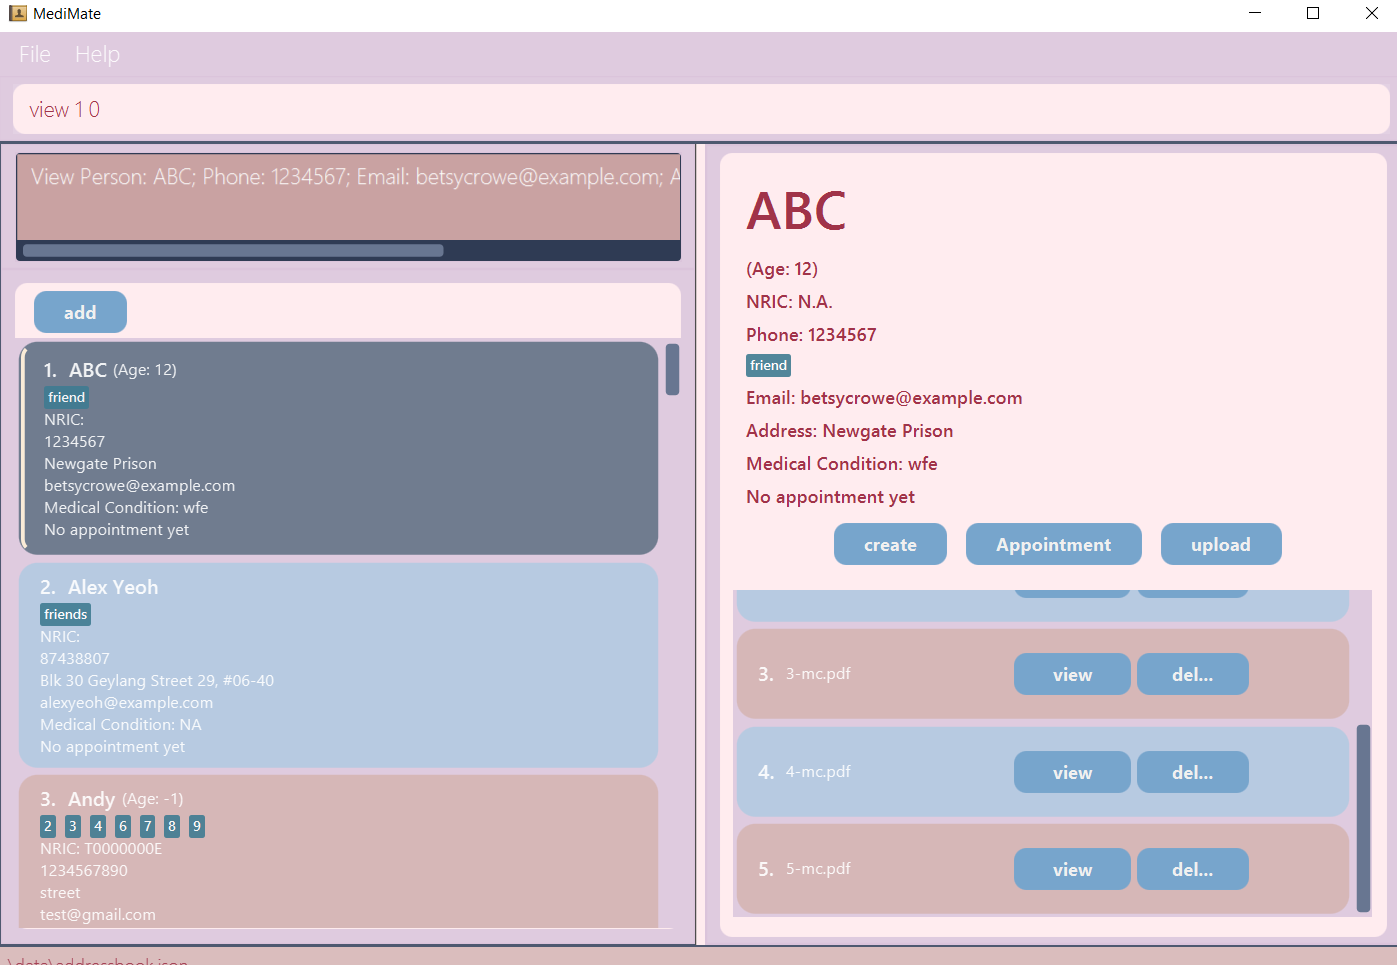 MediMate
File Help
view 1 0
View Person: ABC; Phone: 1234567; Email: betsycrowe@example.com; A
add
1. ABC (Age: 12)
friend
NRIC:
1234567
Newgate Prison
betsycrowe@example.com
Medical Condition: wfe
No appointment yet
2. Alex Yeoh
friends
NRIC:
87438807
Blk 30 Geylang Street 29, #06-40
alexyeoh@example.com
Medical Condition: NA
No appointment yet
3. Andy (Age: -1)
2 3 4 6 7 8 9
NRIC: T0000000E
1234567890
street
test@gmail.com
ABC
(Age: 12)
NRIC: N.A.
Phone: 1234567
friend
Email: betsycrowe@example.com
Address: Newgate Prison
Medical Condition: wfe
No appointment yet
create Appointment upload
3. 3-mc.pdf view del...
4. 4-mc.pdf view del...
5. 5-mc.pdf view del...
\data\addressbook.json